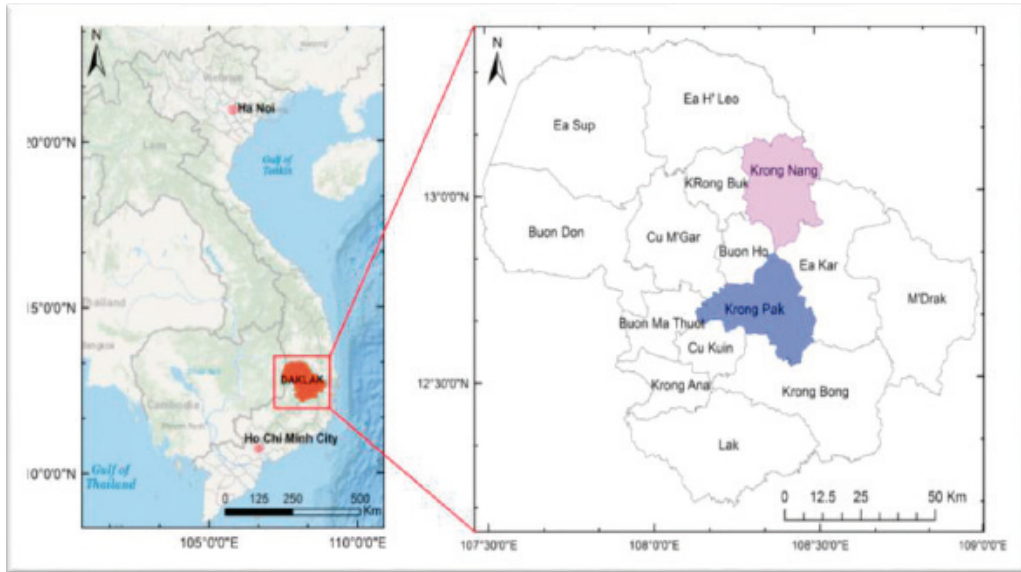 N
Ha Noi
Gulf of
Tonkin
20°0'0"N
15°0'0"N
10°0'0"N
Thailand
DAKLAK
Cambodia
Ho Chi Minh City
Gulf of
Thailand
0 125 250 500
Km
105°0'0"E 110°0'0"E
N
Ea H' Leo
Ea Sup
Krong Nang
KRong Buk
13°0'0"N
Buon Don
Cu M'Gar
Buon Ho
Ea Kar
M'Drak
Krong Pak
Buon Ma Thuot
Cu Kuin
12°30'0"N
Krong Ana
Krong Bong
Lak
0 12.5 25 50 Km
107°30'0"E 108°0'0"E 108°30'0"E 109°0'0"E